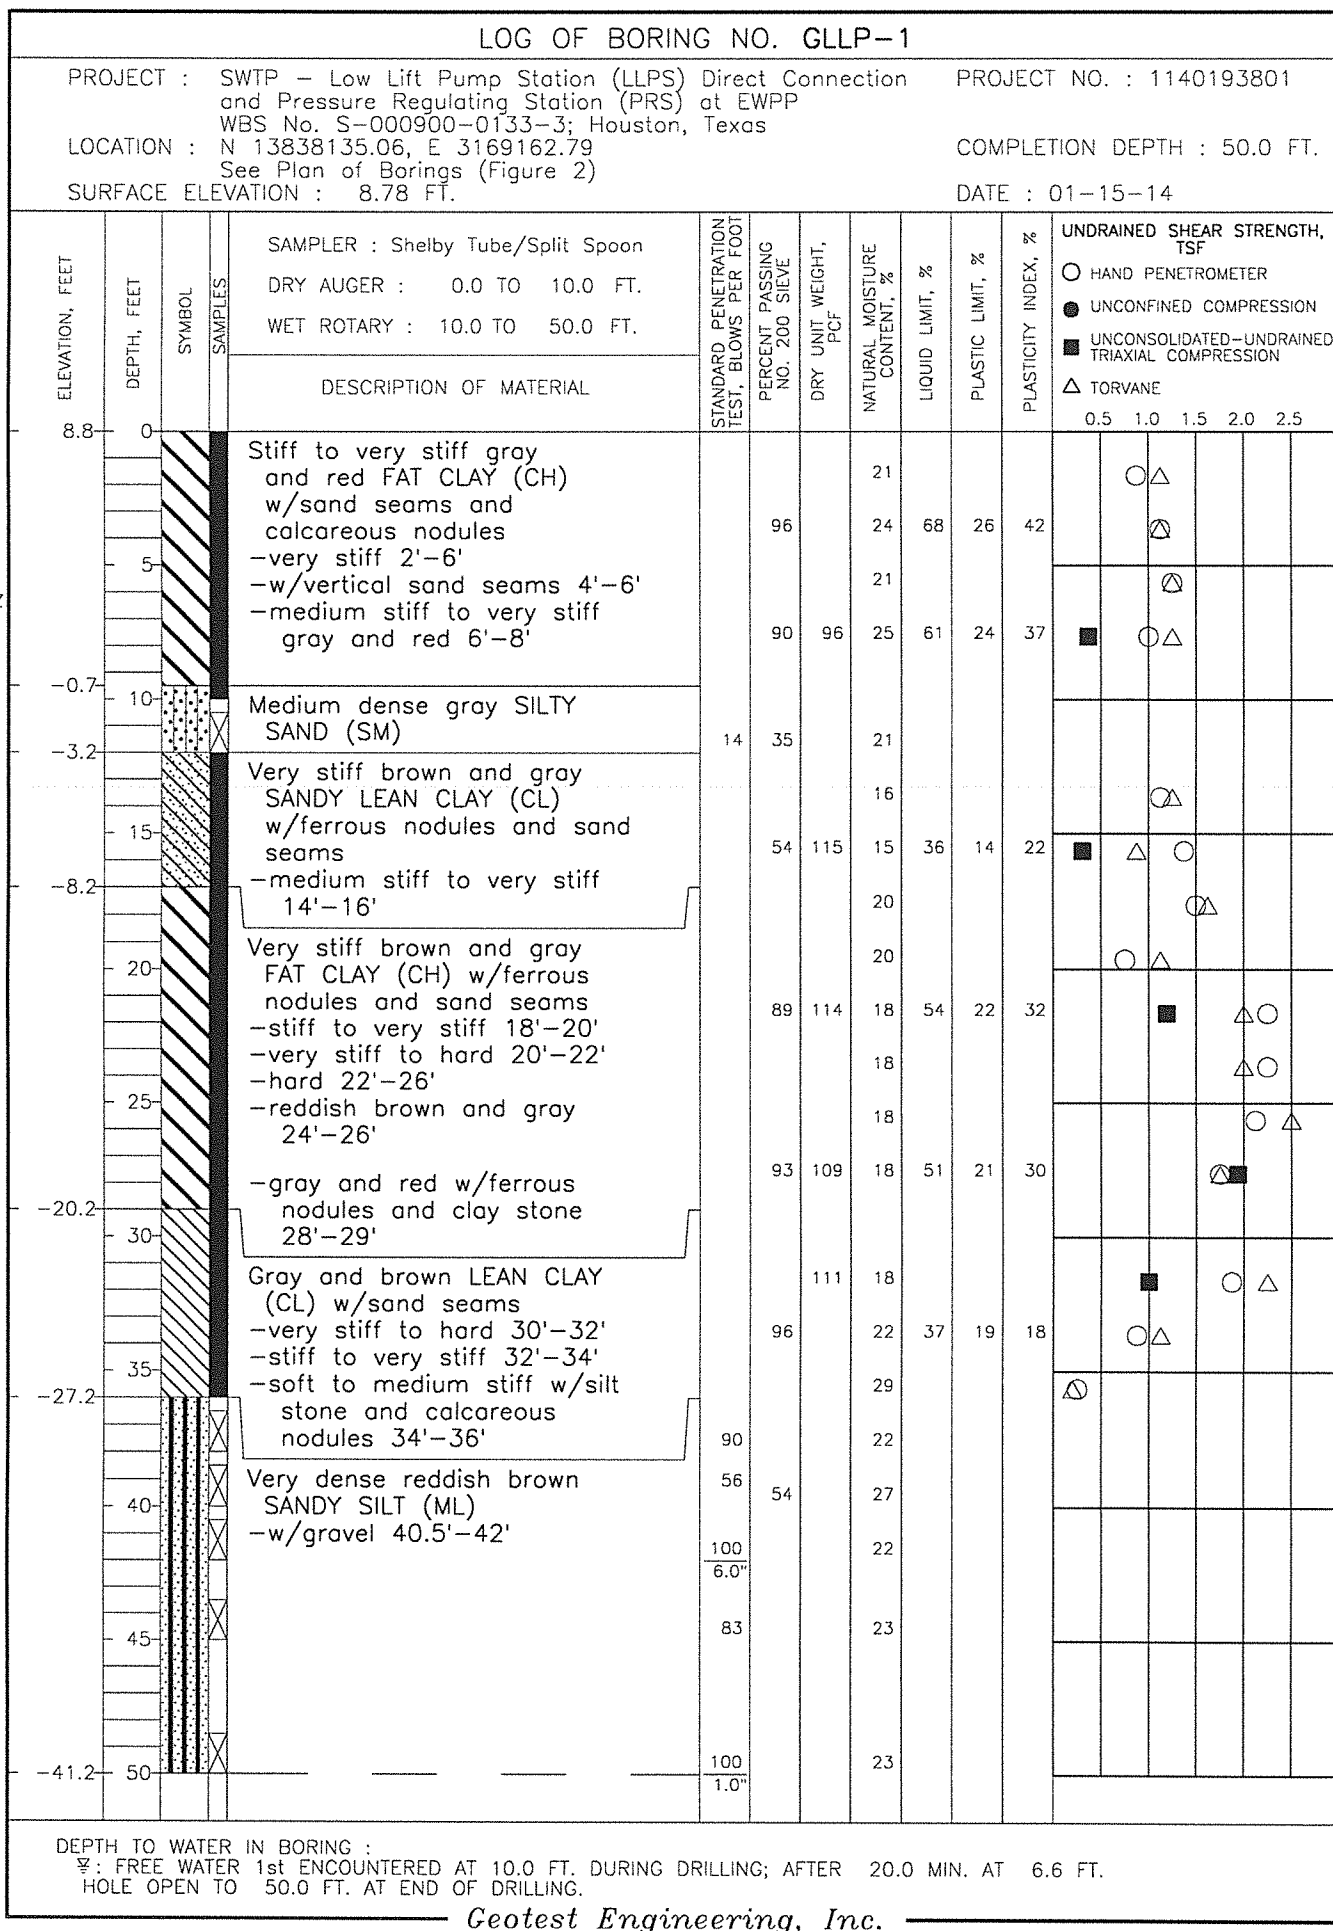 LOG OF BORING NO. GLLP-1
PROJECT : SWTP - Low Lift Pump Station (LLPS) Direct Connection
and Pressure Regulating Station (PRS) at EWPP
WBS No. S-000900-0133-3; Houston, Texas
PROJECT NO. : 1140193801
LOCATION : N 13838135.06, E 3169162.79
See Plan of Borings (Figure 2)
COMPLETION DEPTH : 50.0 FT.
SURFACE ELEVATION : 8.78 FT.
DATE : 01-15-14
ELEVATION, FEET
DEPTH, FEET
SYMBOL
SAMPLES
SAMPLER : Shelby Tube/Split Spoon
DRY AUGER : 0.0 TO 10.0 FT.
WET ROTARY : 10.0 TO 50.0 FT.
DESCRIPTION OF MATERIAL
STANDARD PENETRATION
TEST, BLOWS PER FOOT
PERCENT PASSING
NO. 200 SIEVE
DRY UNIT WEIGHT,
PCF
NATURAL MOISTURE
CONTENT, %
LIQUID LIMIT, %
PLASTIC LIMIT, %
PLASTICITY INDEX, %
UNDRAINED SHEAR STRENGTH,
TSF
HAND PENETROMETER
UNCONFINED COMPRESSION
UNCONSOLIDATED-UNDRAINED
TRIAXIAL COMPRESSION
TORVANE
0.5 1.0 1.5 2.0 2.5
8.8 0
Stiff to very stiff gray
and red FAT CLAY (CH)
21
w/sand seams and
calcareous nodules
96 24 68 26 42
-very stiff 2'-6'
5
-w/vertical sand seams 4'-6'
21
-medium stiff to very stiff
gray and red 6'-8'
90 96 25 61 24 37
-0.7
10
Medium dense gray SILTY
SAND (SM)
14 35 21
-3.2
Very stiff brown and gray
SANDY LEAN CLAY (CL)
16
w/ferrous nodules and sand
15
seams
54 115 15 36 14 22
-medium stiff to very stiff
-8.2
14'-16'
20
Very stiff brown and gray
20
FAT CLAY (CH) w/ferrous
20
nodules and sand seams
89 114 18 54 22 32
-stiff to very stiff 18'-20'
-very stiff to hard 20'-22'
18
-hard 22'-26'
25
-reddish brown and gray
18
24'-26'
93 109 18 51 21 30
-gray and red w/ferrous
-20.2
nodules and clay stone
30
28'-29'
Gray and brown LEAN CLAY
111 18
(CL) w/sand seams
-very stiff to hard 30'-32'
96 22 37 19 18
-stiff to very stiff 32'-34'
35
-soft to medium stiff w/silt
29
-27.2
stone and calcareous
nodules 34'-36'
90 22
Very dense reddish brown
56
40
SANDY SILT (ML)
54 27
-w/gravel 40.5'-42'
100
6.0"
22
45
83 23
-41.2 50
100
1.0"
23
DEPTH TO WATER IN BORING :
: FREE WATER 1st ENCOUNTERED AT 10.0 FT. DURING DRILLING; AFTER 20.0 MIN. AT 6.6 FT.
HOLE OPEN TO 50.0 FT. AT END OF DRILLING.
Geotest Engineering, Inc.